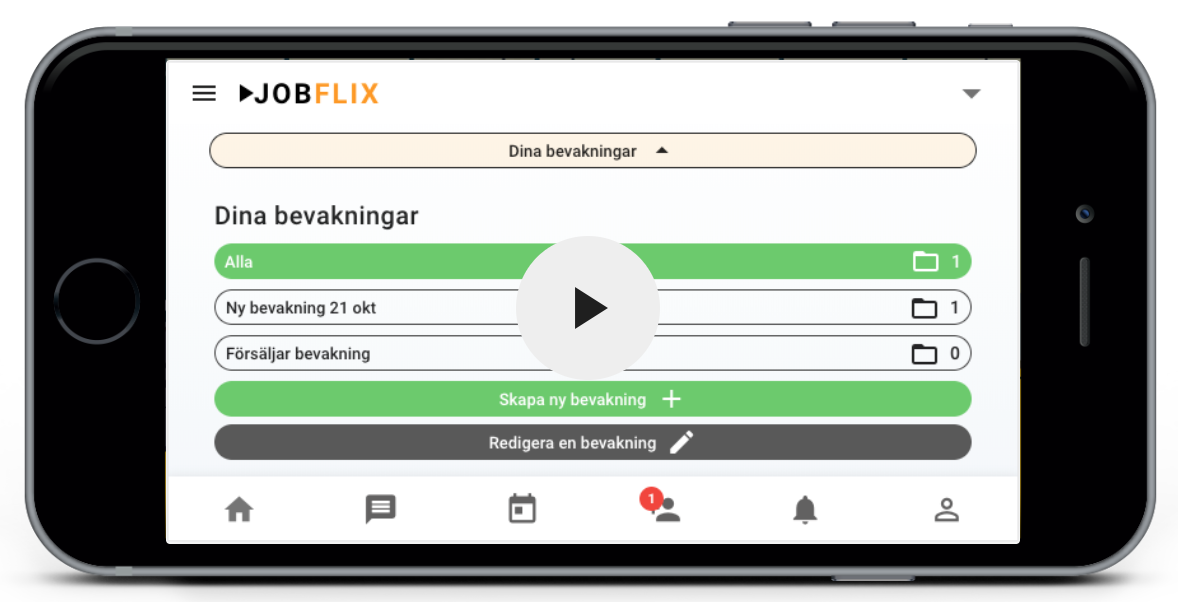 JOBFLIX
Dina bevakningar
Dina bevakningar
Alla 1
Ny bevakning 21 okt 1
Försäljar bevakning 0
Skapa ny bevakning
Redigera en bevakning
1